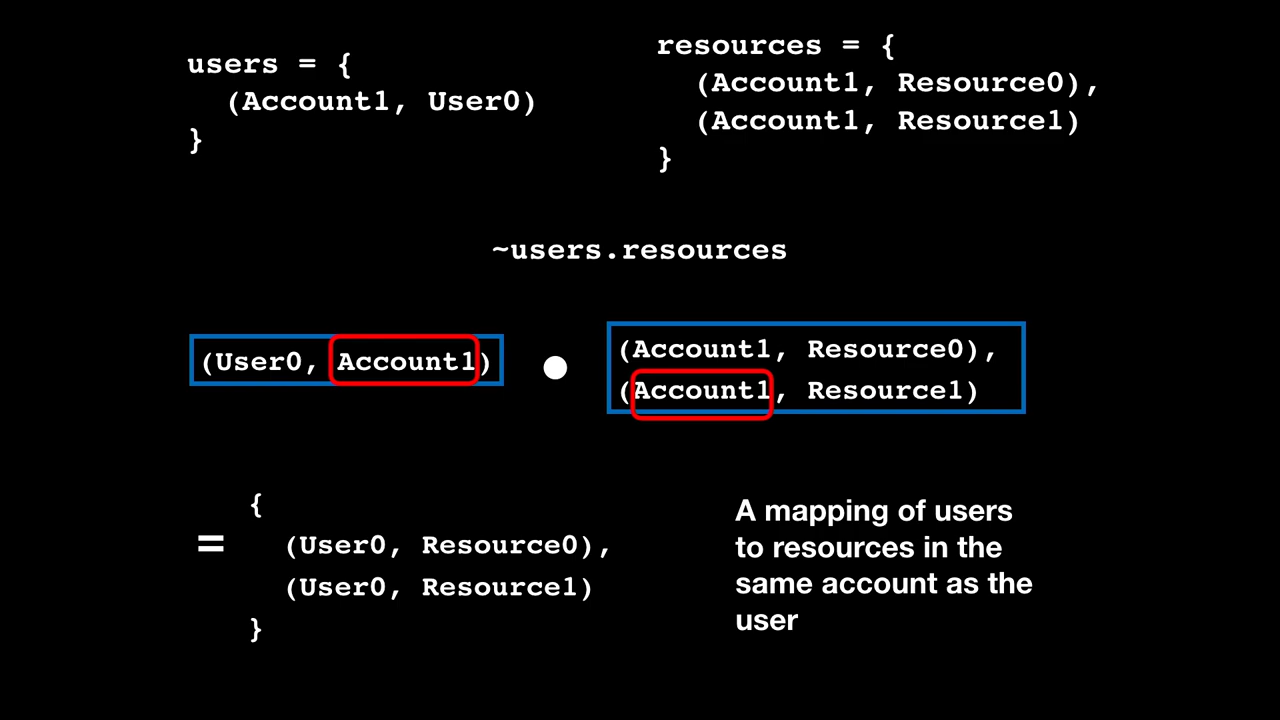 users = {
(Account1, User0)
}
resources = {
(Account1, Resource0),
(Account1, Resource1)
}
~users.resources
(User0, Account1)
(Account1, Resource0),
(Account1, Resource1)
=
{
(User0, Resource0),
(User0, Resource1)
}
A mapping of users
to resources in the
same account as the
user